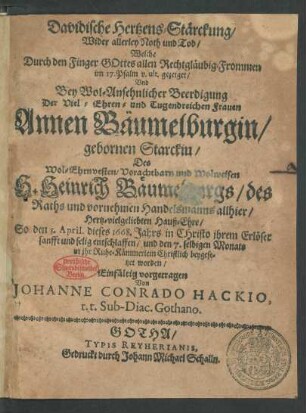 Davidische Hertzens-Stärckung/
Wider allerley Noth und Tod/
Welche
Durch den Finger GOttes allen Rechtgläubig-Frommen
im 17. Psalm v. ult. gezeiget/
Und
Bey Wol-Ansehnlicher Beerdigung
Der Viel-Ehren- und Tugendreichen Frauen
Annen Bäumelburgin/
gebornen Starckin/
Des
Wol-Ehrnvesten/ Vorachtbarn und Wolweisen
H. Heinrich Bäumelburgs/ des
Raths und vornehmen Handelsmanns allhier/
Hertz-vielgeliebten Hauß-Ehre/
So den 5. April. dieses 1668. Jahrs in Christo ihrem Erlöser
sanfft und selig entschlaffen/ und den 7. selbigen Monats
in ihr Ruhe-Kämmerlein Christlich beygese-
tzet worden/
Einfältig vorgetragen
Von
JOHANNE CONRADO HACKIO,
r. t. Sub-Diac. Gothano.
GOTHA/
TYPIS REYHERIANIS,
Gedruckt durch Johann Michael Schalln.